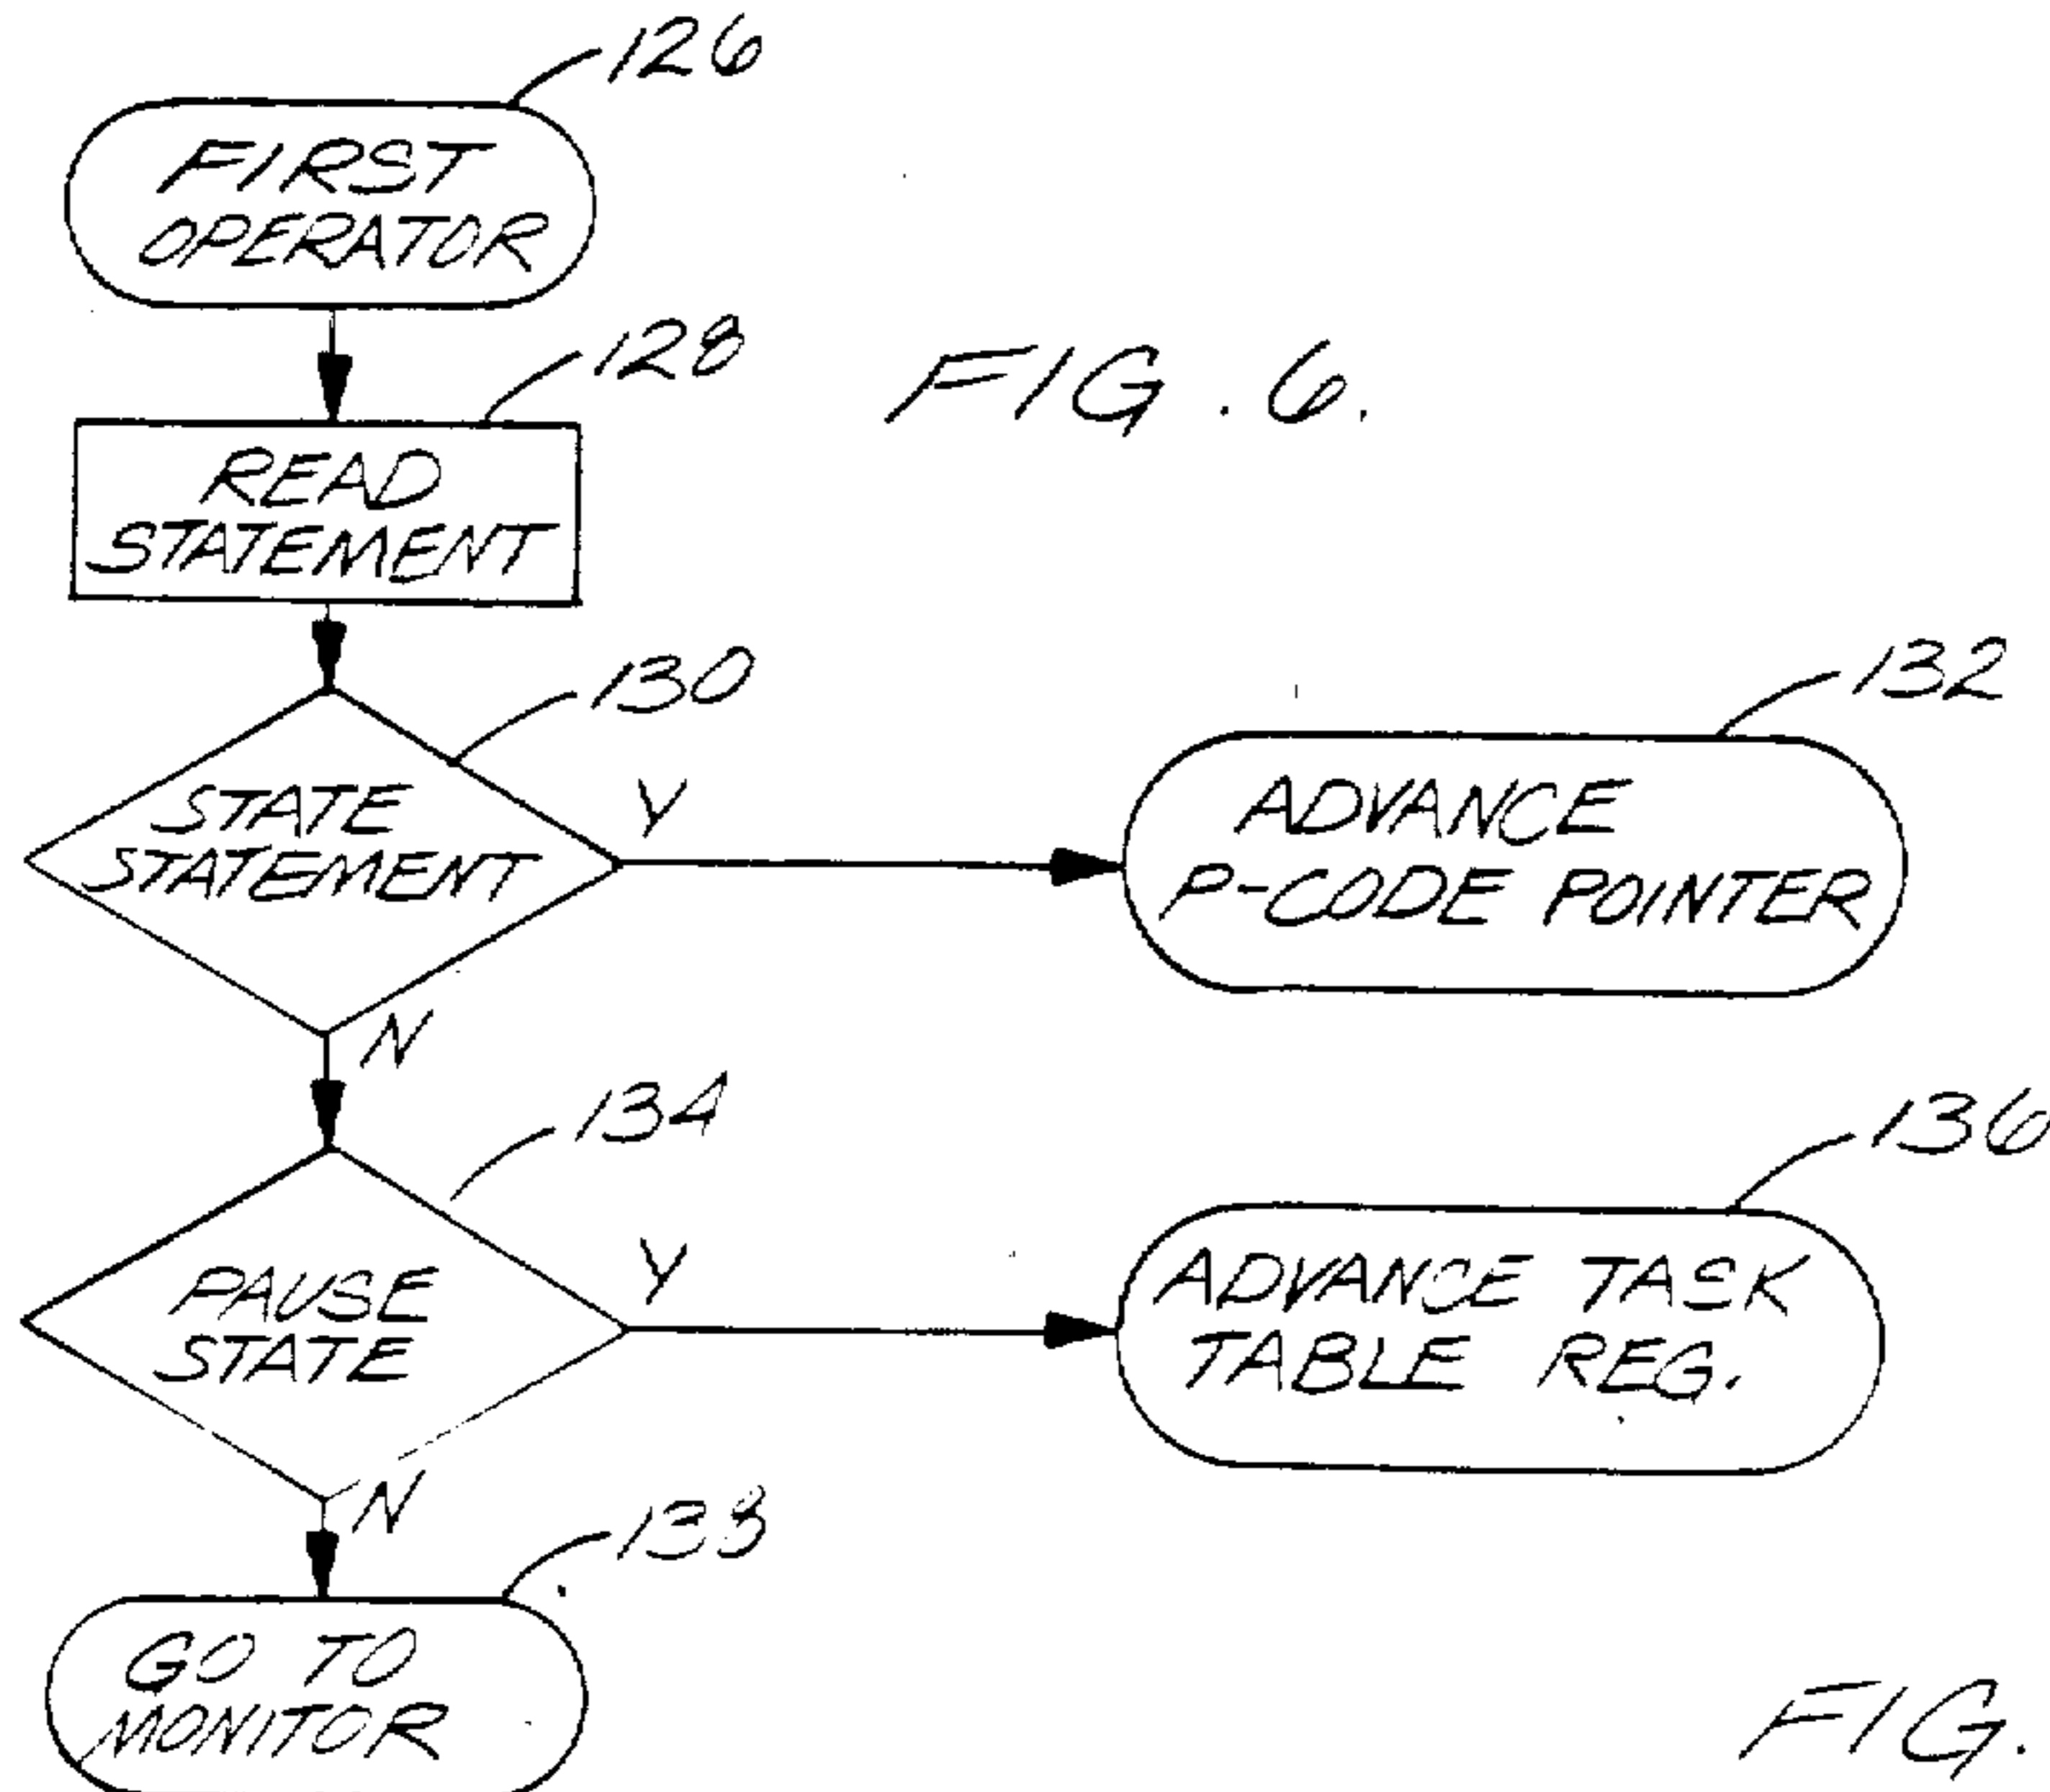 126
FIRST
OPERATOR
128
READ
STATEMENT
FIG. 6.
130
STATE
STATEMENT
Y
132
ADVANCE
P-CODE POINTER
N
134
PAUSE
STATE
Y
136
ADVANCE TASK
TABLE REG.
N
GO TO
MONITOR
FIG.